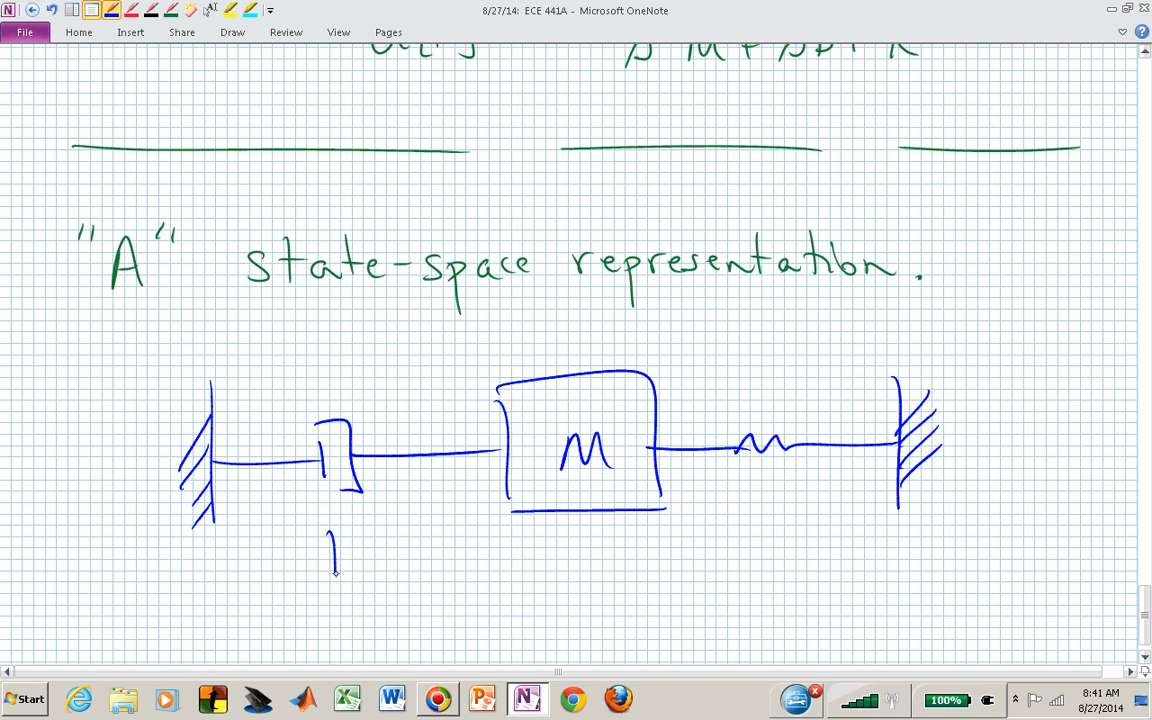 8/27/14: ECE 441A - Microsoft OneNote
File Home Insert Share Draw Review View Pages
"A" state-space representation.
M
Start
100%
8:41 AM
8/27/2014